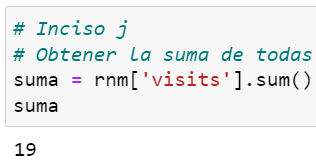 # Inciso j
# Obtener la suma de todas
suma = rnm['visits'].sum()
suma
19